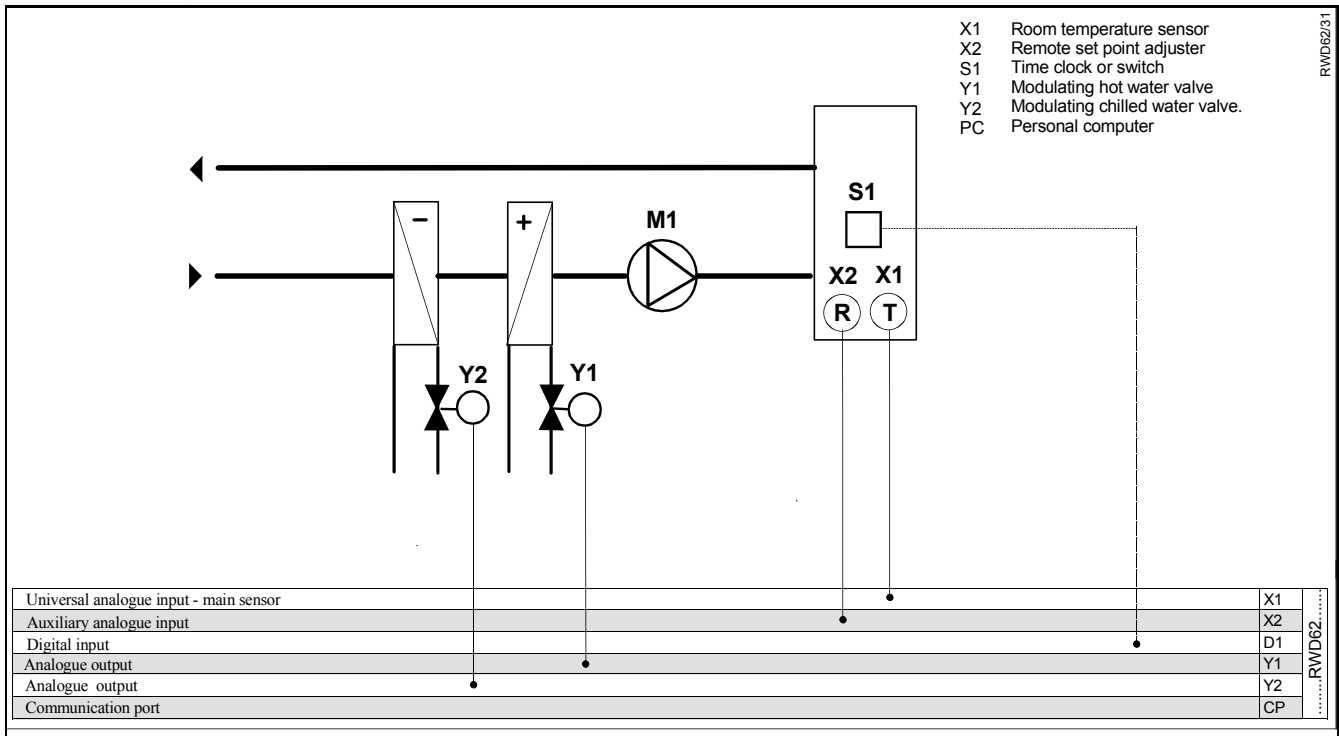 X1 Room temperature sensor
X2 Remote set point adjuster
S1 Time clock or switch
Y1 Modulating hot water valve
Y2 Modulating chilled water valve.
PC Personal computer
RWD62/31
S1
− + M1
X2 X1
R T
Y2 Y1
Universal analogue input - main sensor X1
Auxiliary analogue input X2
Digital input D1
Analogue output Y1
Analogue output Y2
Communication port CP
.......RWD62......